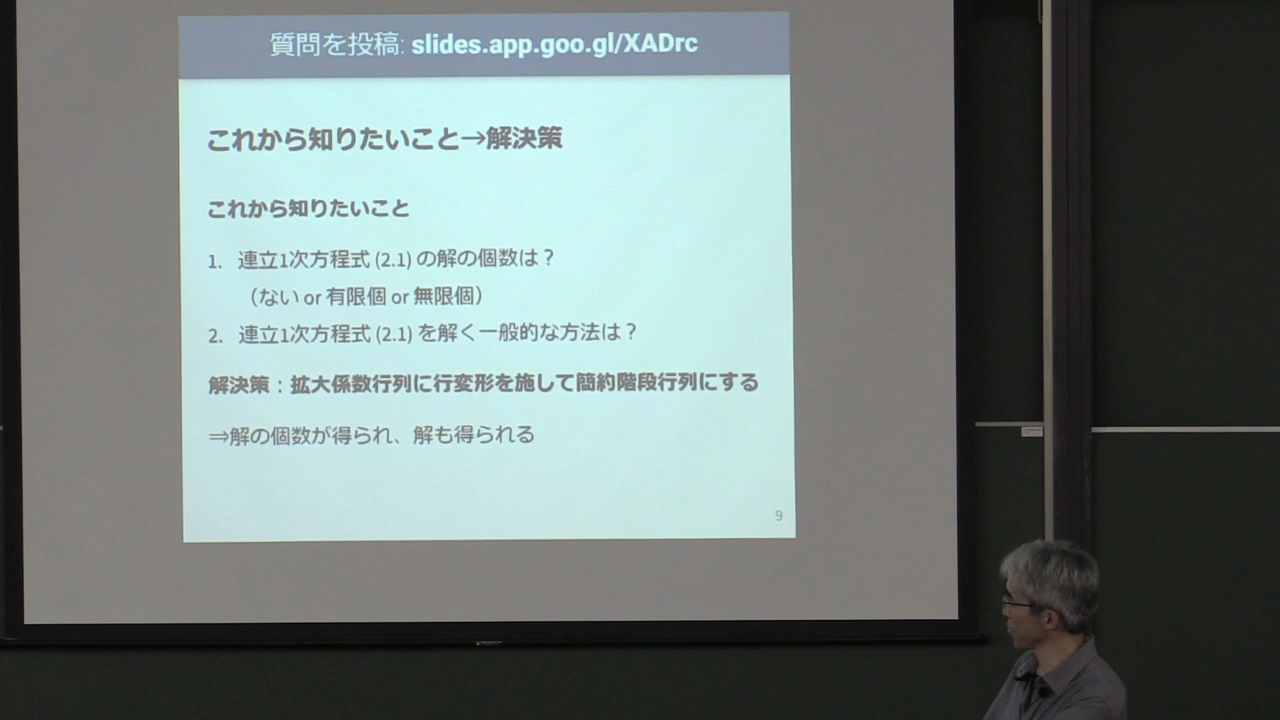 質問を投稿: slides.app.goo.gl/XADrc
これから知りたいこと→解決策
これから知りたいこと
1. 連立1次方程式 (2.1) の解の個数は？
（ない or 有限個 or 無限個）
2. 連立1次方程式 (2.1) を解く一般的な方法は？
解決策：拡大係数行列に行変形を施して簡約階段行列にする
⇒解の個数が得られ、解も得られる
9